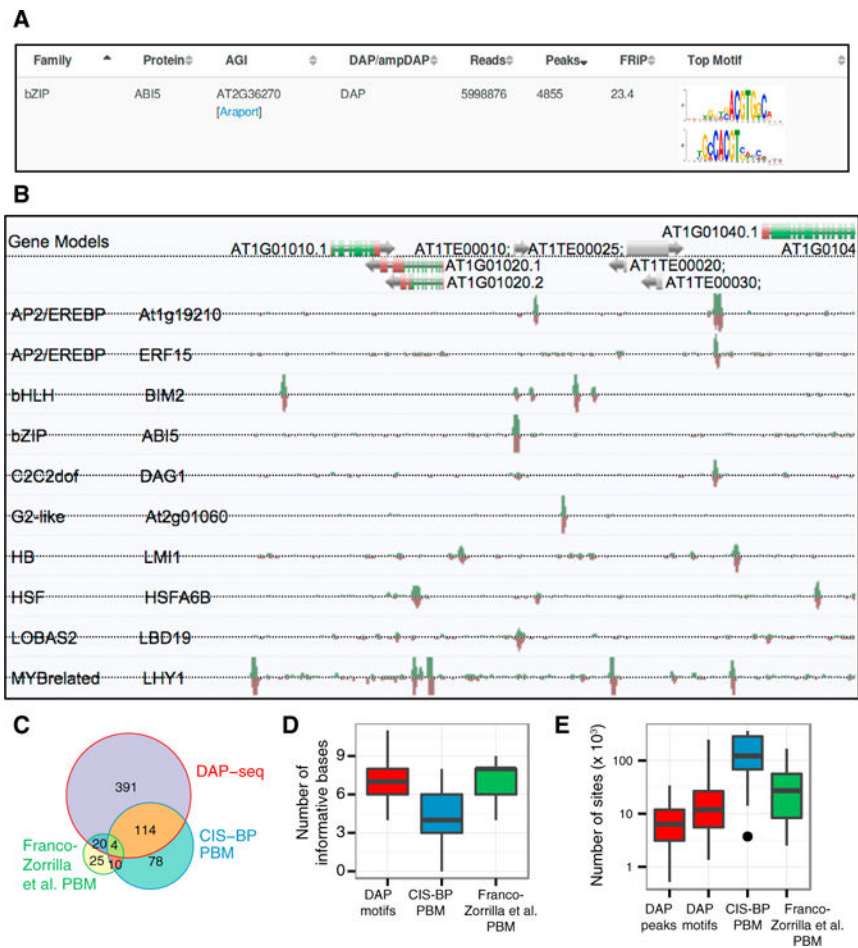 A
Family Protein AGI DAP/ampDAP Reads Peaks FRiP Top Motif
bZIP ABI5 AT2G36270 DAP 5998876 4855 23.4
[Araport]
B
Gene Models
AT1G01010.1 AT1TE00010; AT1TE00025; AT1G01040.1
AT1G0104
AT1G01020.1 AT1TE00020;
AT1G01020.2 AT1TE00030;
AP2/EREBP At1g19210
AP2/EREBP ERF15
bHLH BIM2
bZIP ABI5
C2C2dof DAG1
G2-like At2g01060
HB LMI1
HSF HSFA6B
LOBAS2 LBD19
MYBrelated LHY1
C
DAP-seq
391
114
CIS-BP
PBM
20 4
25 10
78
Franco-
Zorrilla
et al. PBM
D
Number of
informative bases
9
6
3
0
DAP
motifs
CIS-BP
PBM
Franco-
Zorrilla et al.
PBM
E
Number of sites (x 10³)
100
10
1
DAP
peaks
DAP
motifs
CIS-BP
PBM
Franco-
Zorrilla et al.
PBM